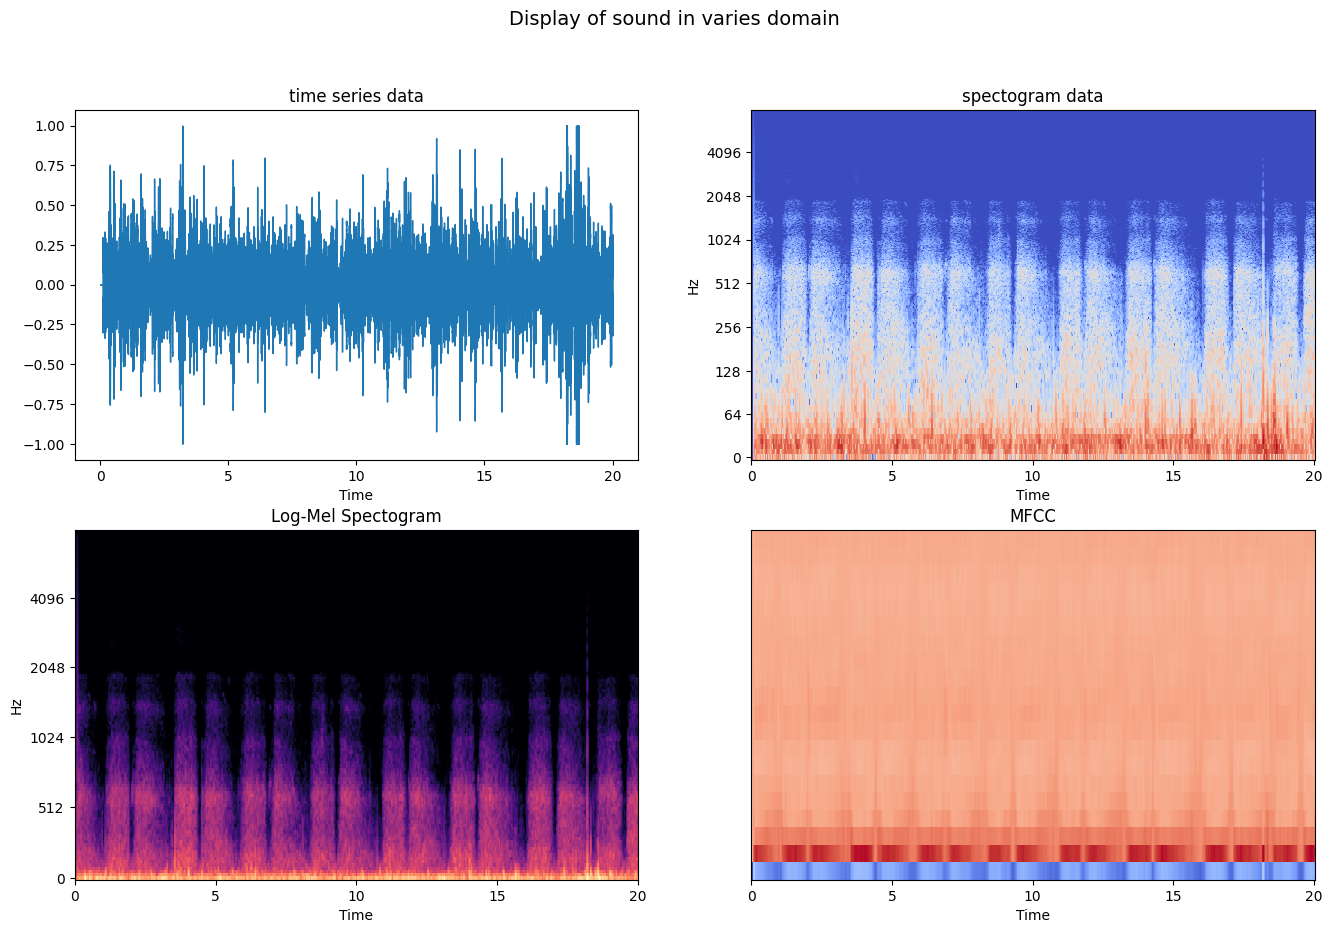 Display of sound in varies domain
time series data
1.00
0.75
0.50
0.25
0.00
−0.25
−0.50
−0.75
−1.00
0 5 10 15 20
Time
spectogram data
Hz
4096
2048
1024
512
256
128
64
0
0 5 10 15 20
Time
Log-Mel Spectogram
Hz
4096
2048
1024
512
0
0 5 10 15 20
Time
MFCC
0 5 10 15 20
Time